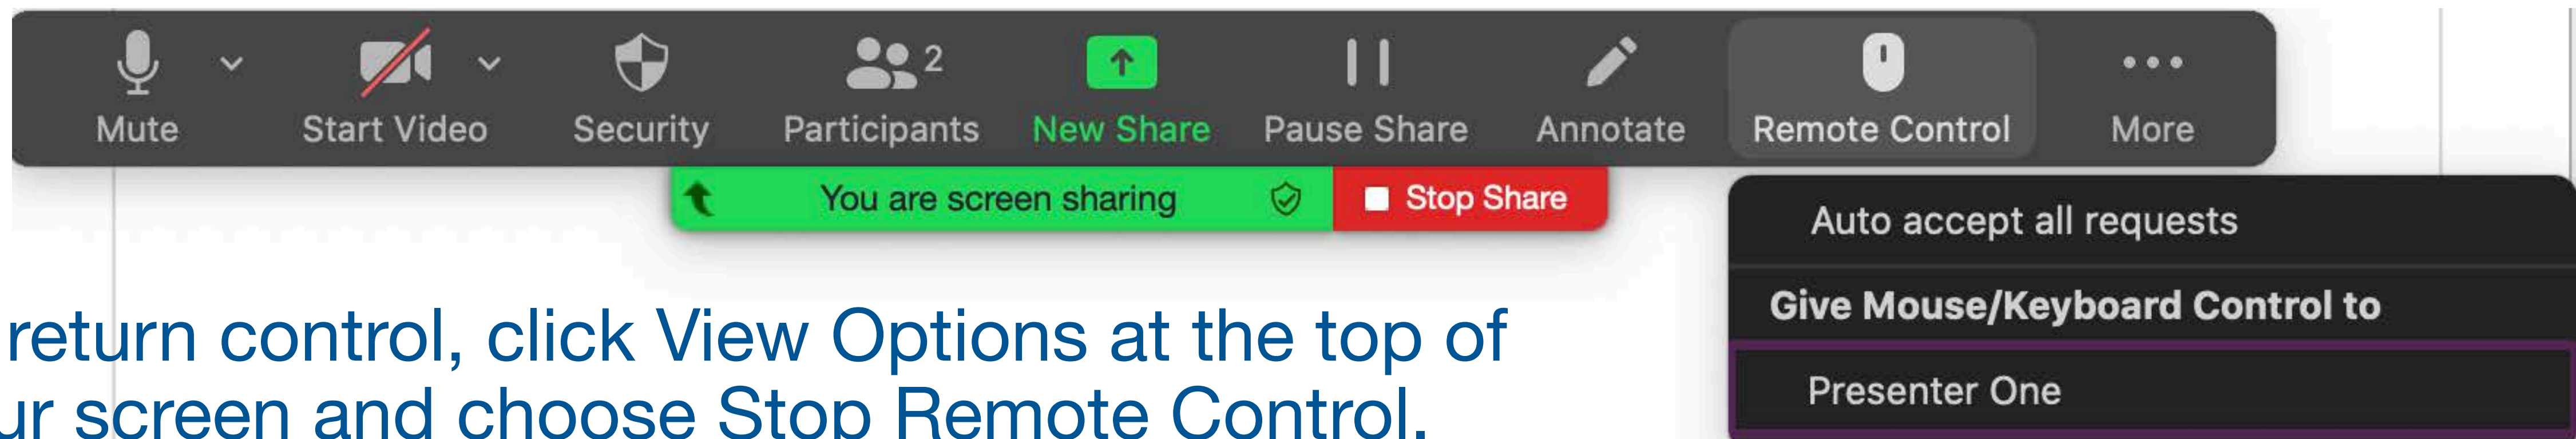 2
Mute Start Video Security Participants New Share Pause Share Annotate Remote Control More
You are screen sharing Stop Share
Auto accept all requests
Give Mouse/Keyboard Control to
Presenter One
return control, click View Options at the top of
ur screen and choose Stop Remote Control.